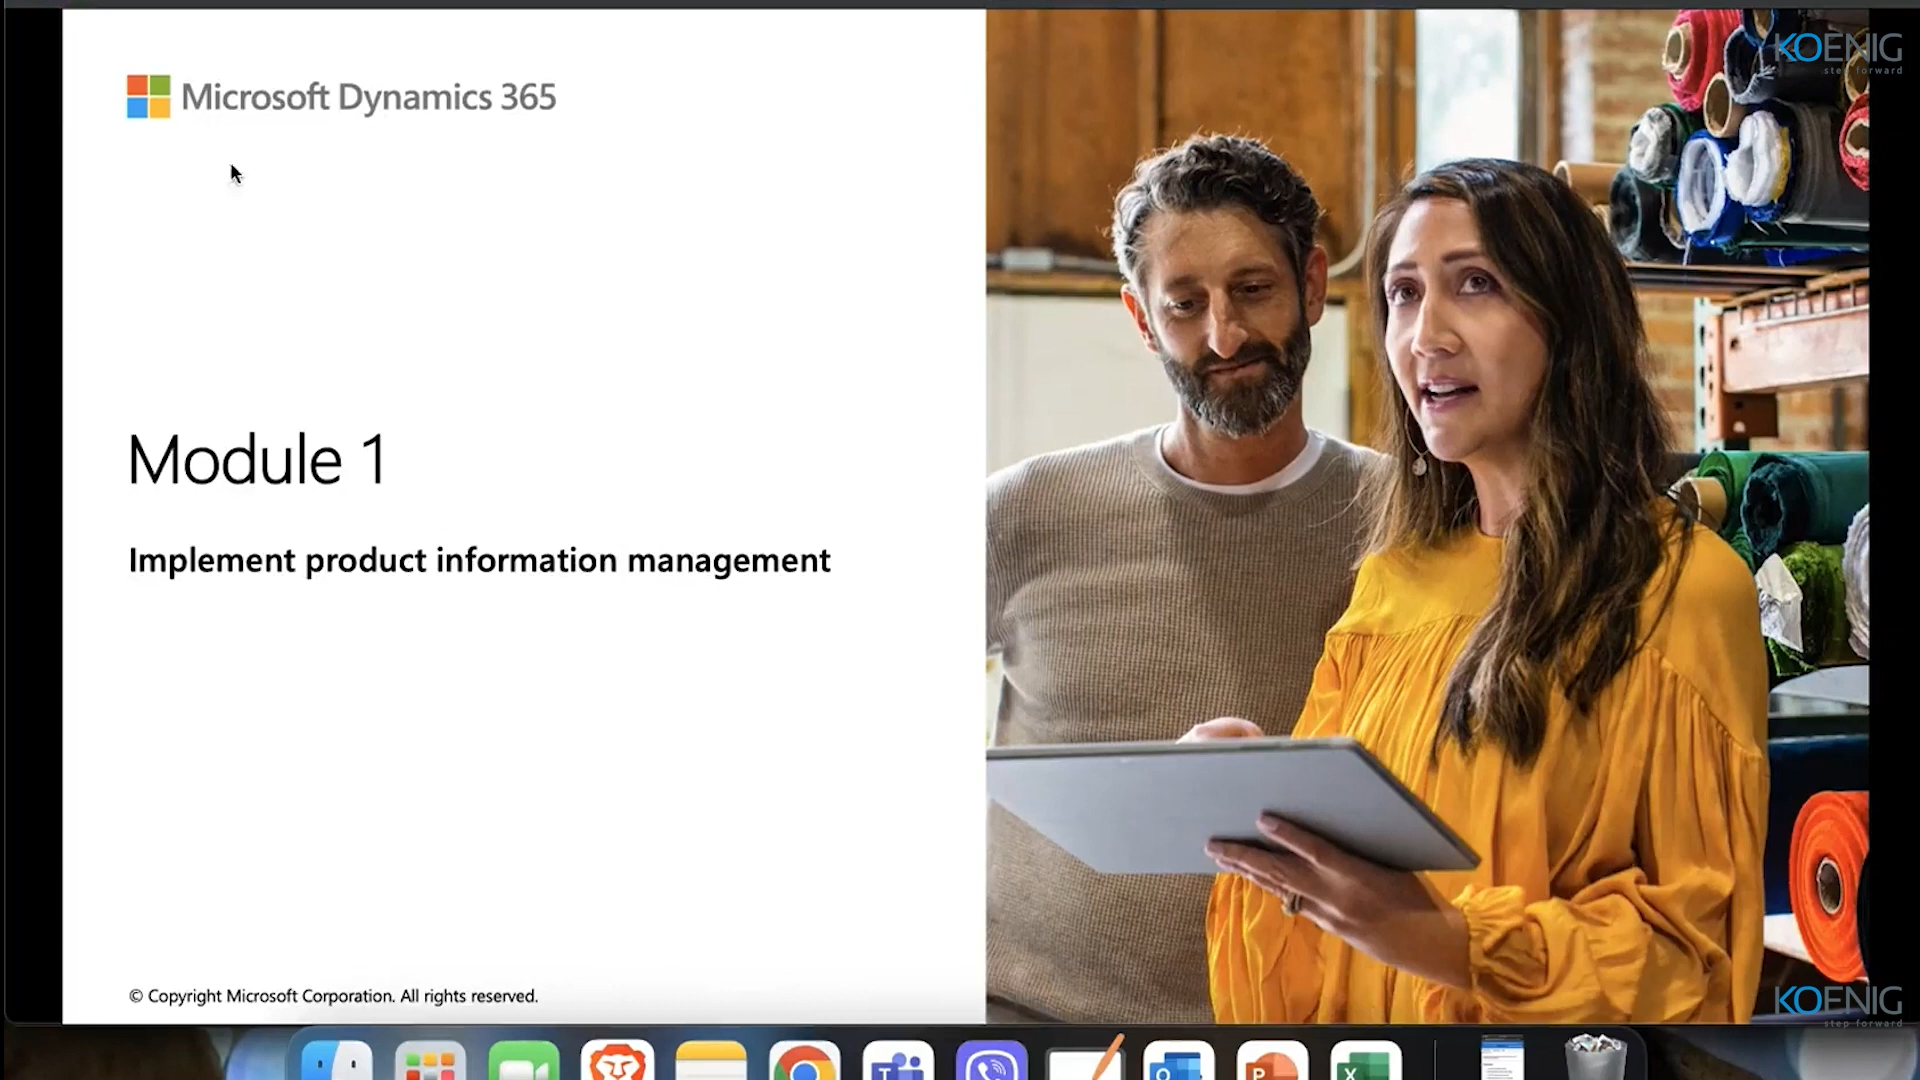 KOENIG
step forward
Microsoft Dynamics 365
Module 1
Implement product information management
© Copyright Microsoft Corporation. All rights reserved.
KOENIG
step forward